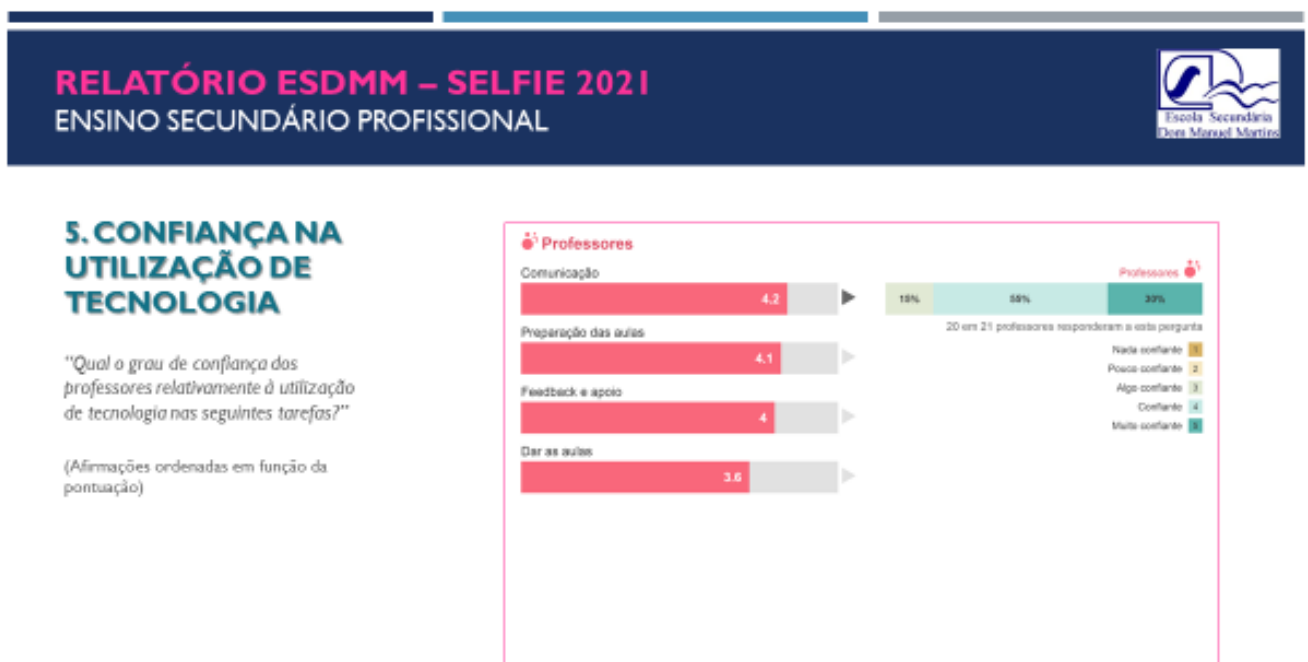 RELATÓRIO ESDMM – SELFIE 2021
ENSINO SECUNDÁRIO PROFISSIONAL
Escola Secundária
Dom Manuel Martins
5. CONFIANÇA NA
UTILIZAÇÃO DE
TECNOLOGIA
"Qual o grau de confiança dos
professores relativamente à utilização
de tecnologia nas seguintes tarefas?"
(Afirmações ordenadas em função da
pontuação)
Professores
Comunicação
4.2
Preparação das aulas
4.1
Feedback e apoio
4
Dar as aulas
3.6
Professores
15% 55% 30%
20 em 21 professores responderam a esta pergunta
Nada confiante 1
Pouco confiante 2
Algo confiante 3
Confiante 4
Muito confiante 5